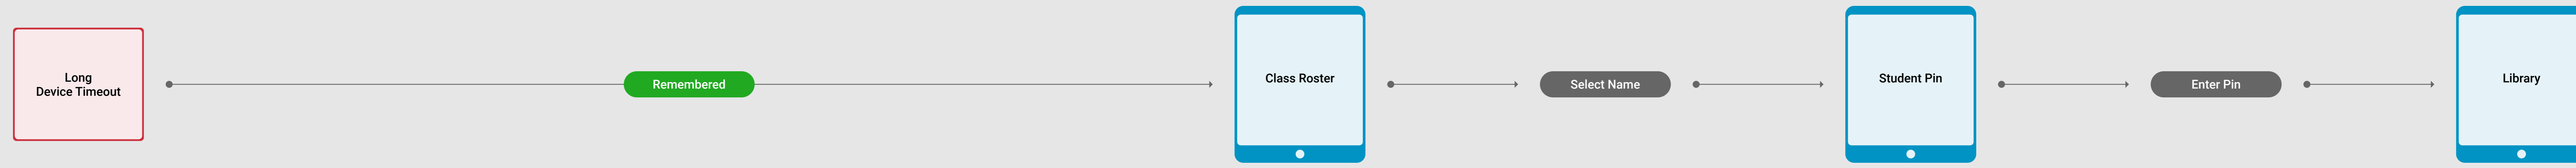 Long
Device Timeout
Remembered
Class Roster
Select Name
Student Pin
Enter Pin
Library